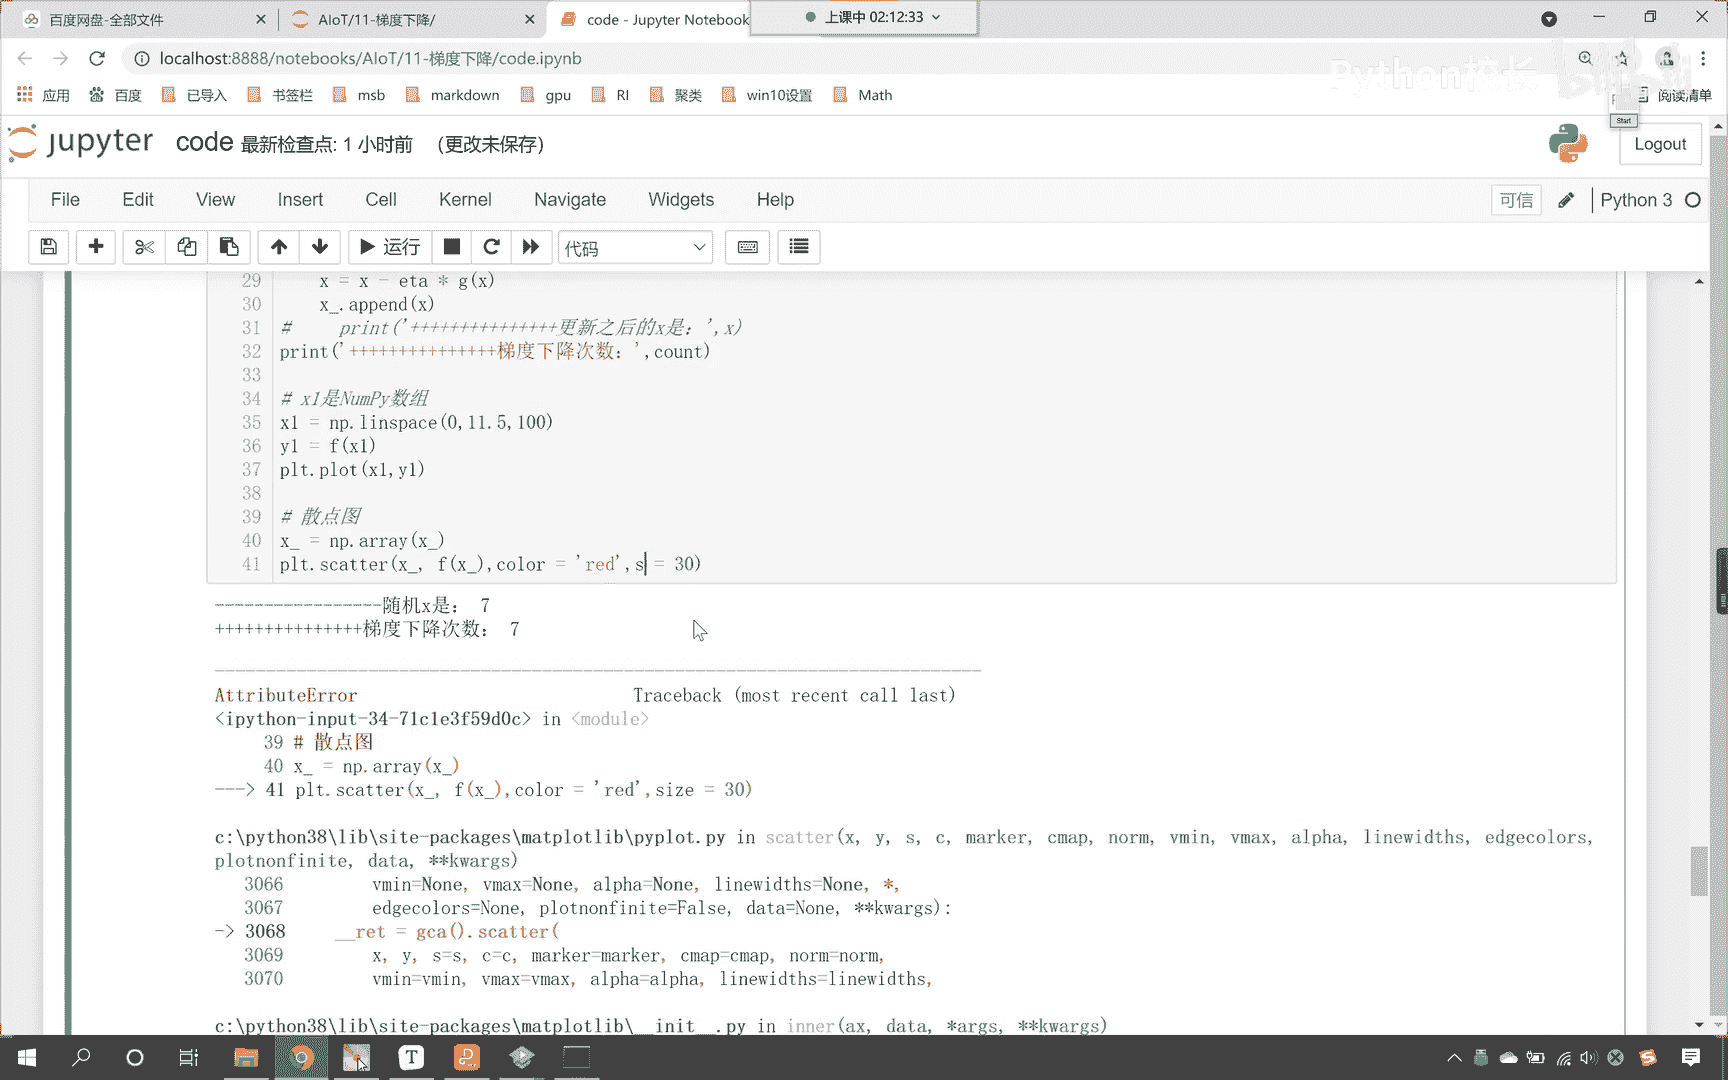 百度网盘-全部文件
AIoT/11-梯度下降/
code - Jupyter Notebook
上课中 02:12:33
localhost:8888/notebooks/AIoT/11-梯度下降/code.ipynb
Python校长
bilibili
应用
百度
已导入
书签栏
msb
markdown
gpu
RI
聚类
win10设置
Math
阅读清单
Start
jupyter
code 最新检查点: 1 小时前 (更改未保存)
Logout
File Edit View Insert Cell Kernel Navigate Widgets Help
可信
Python 3
运行
代码
29 x = x - eta * g(x)
30 x_.append(x)
31 # print('+++++++++++++++更新之后的x是：',x)
32 print('+++++++++++++++梯度下降次数：',count)
33
34 # x1是NumPy数组
35 x1 = np.linspace(0,11.5,100)
36 y1 = f(x1)
37 plt.plot(x1,y1)
38
39 # 散点图
40 x_ = np.array(x_)
41 plt.scatter(x_, f(x_),color = 'red',s = 30)
-----------------随机x是： 7
+++++++++++++++梯度下降次数： 7
---------------------------------------------------------------------------
AttributeError Traceback (most recent call last)
<ipython-input-34-71c1e3f59d0c> in <module>
39 # 散点图
40 x_ = np.array(x_)
---> 41 plt.scatter(x_, f(x_),color = 'red',size = 30)
c:\python38\lib\site-packages\matplotlib\pyplot.py in scatter(x, y, s, c, marker, cmap, norm, vmin, vmax, alpha, linewidths, edgecolors,
plotnonfinite, data, **kwargs)
3066 vmin=None, vmax=None, alpha=None, linewidths=None, *,
3067 edgecolors=None, plotnonfinite=False, data=None, **kwargs):
-> 3068 __ret = gca().scatter(
3069 x, y, s=s, c=c, marker=marker, cmap=cmap, norm=norm,
3070 vmin=vmin, vmax=vmax, alpha=alpha, linewidths=linewidths,
c:\python38\lib\site-packages\matplotlib\__init__.py in inner(ax, data, *args, **kwargs)